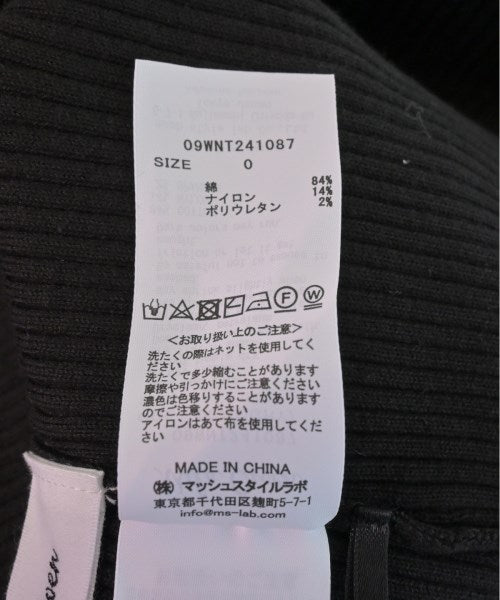 09WNT241087
SIZE 0
綿 84%
ナイロン 14%
ポリウレタン 2%
F W
<お取り扱い上のご注意>
洗たくの際はネットを使用してく
ださい
洗たくで多少縮むことがあります
摩擦や引っかけにご注意ください
濃色は色移りすることがあります
のでご注意ください
アイロンはあて布を使用してくだ
さい
MADE IN CHINA
(株) マッシュスタイルラボ
東京都千代田区麹町5-7-1
info@ms-lab.com